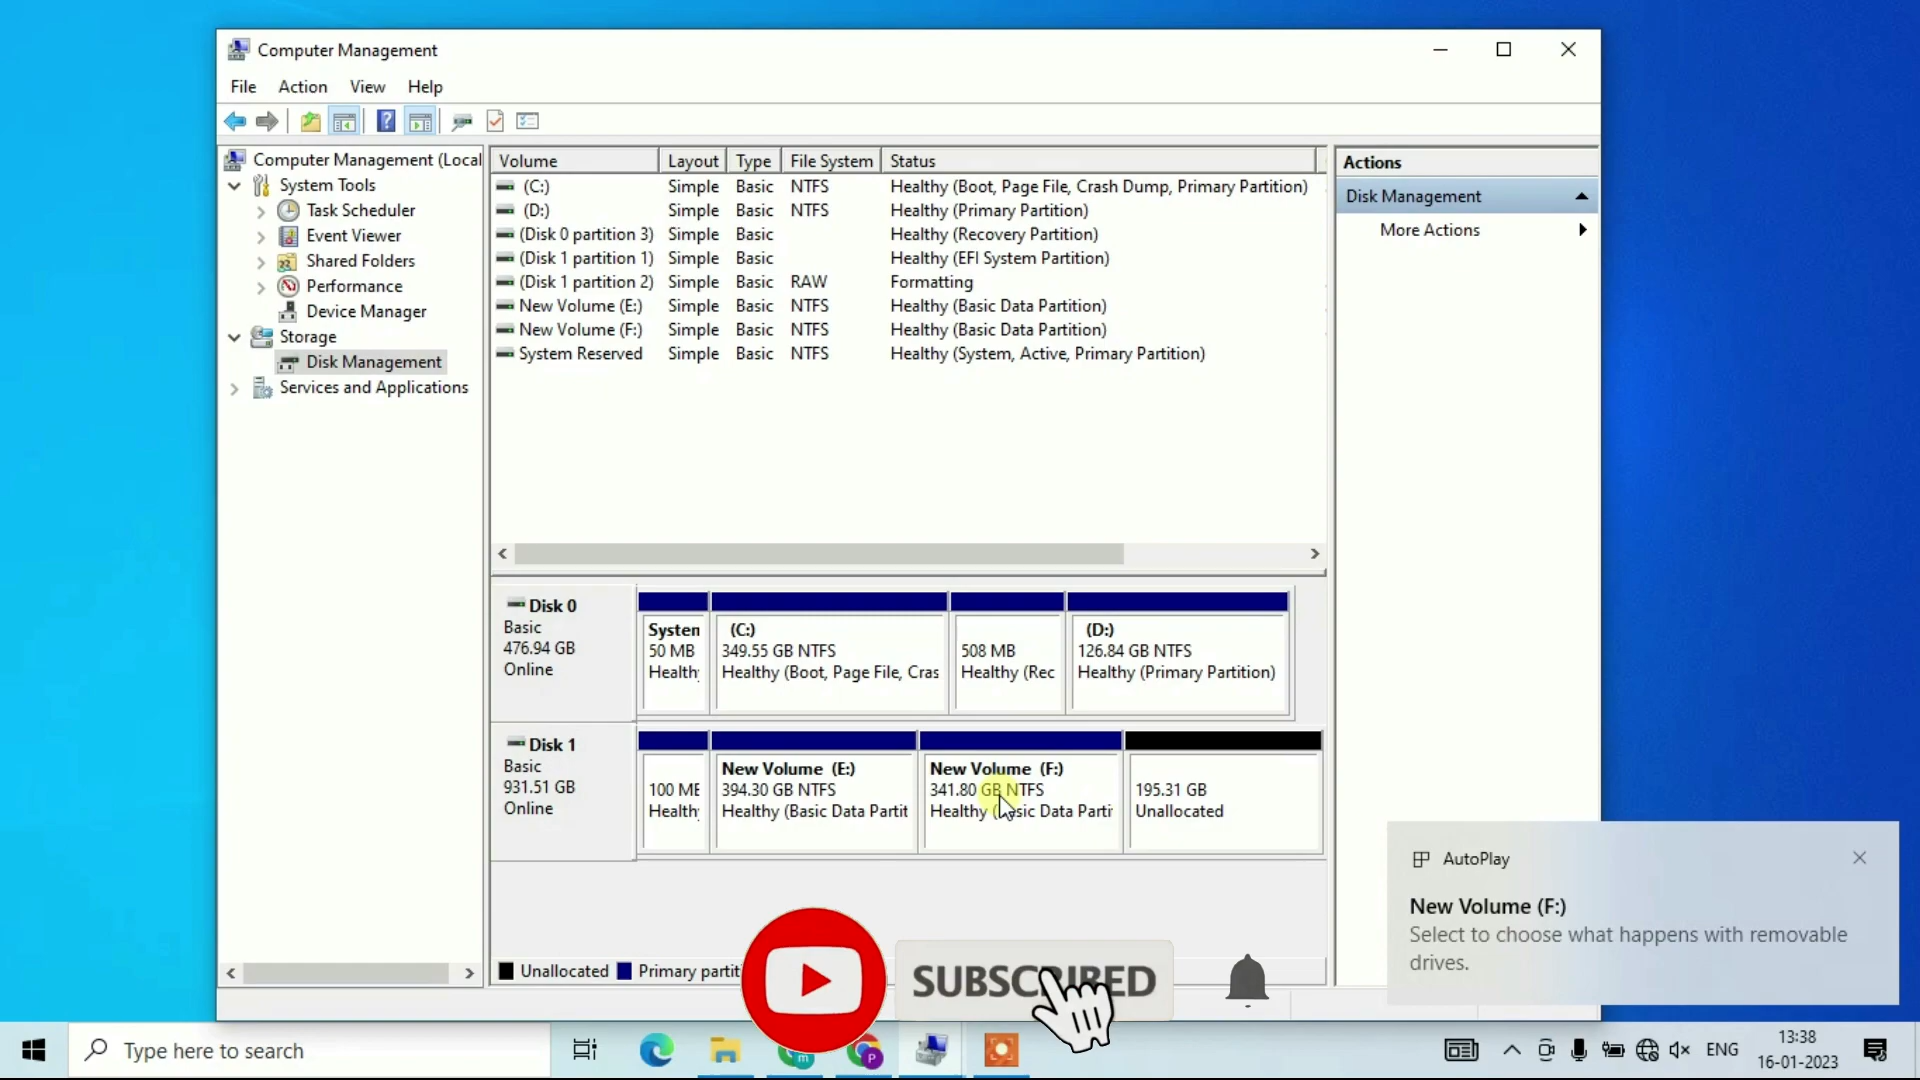 Computer Management
File Action View Help
Computer Management (Local
System Tools
Task Scheduler
Event Viewer
Shared Folders
Performance
Device Manager
Storage
Disk Management
Services and Applications
Volume Layout Type File System Status
(C:) Simple Basic NTFS Healthy (Boot, Page File, Crash Dump, Primary Partition)
(D:) Simple Basic NTFS Healthy (Primary Partition)
(Disk 0 partition 3) Simple Basic Healthy (Recovery Partition)
(Disk 1 partition 1) Simple Basic Healthy (EFI System Partition)
(Disk 1 partition 2) Simple Basic RAW Formatting
New Volume (E:) Simple Basic NTFS Healthy (Basic Data Partition)
New Volume (F:) Simple Basic NTFS Healthy (Basic Data Partition)
System Reserved Simple Basic NTFS Healthy (System, Active, Primary Partition)
Actions
Disk Management
More Actions
Disk 0
Basic
476.94 GB
Online
System
50 MB
Healthy
(C:)
349.55 GB NTFS
Healthy (Boot, Page File, Cras
508 MB
Healthy (Rec
(D:)
126.84 GB NTFS
Healthy (Primary Partition)
Disk 1
Basic
931.51 GB
Online
100 MB
Healthy
New Volume (E:)
394.30 GB NTFS
Healthy (Basic Data Partit
New Volume (F:)
341.80 GB NTFS
Healthy (Basic Data Parti
195.31 GB
Unallocated
Unallocated Primary partit
AutoPlay
New Volume (F:)
Select to choose what happens with removable
drives.
SUBSCRIBED
Type here to search
ENG
13:38
16-01-2023